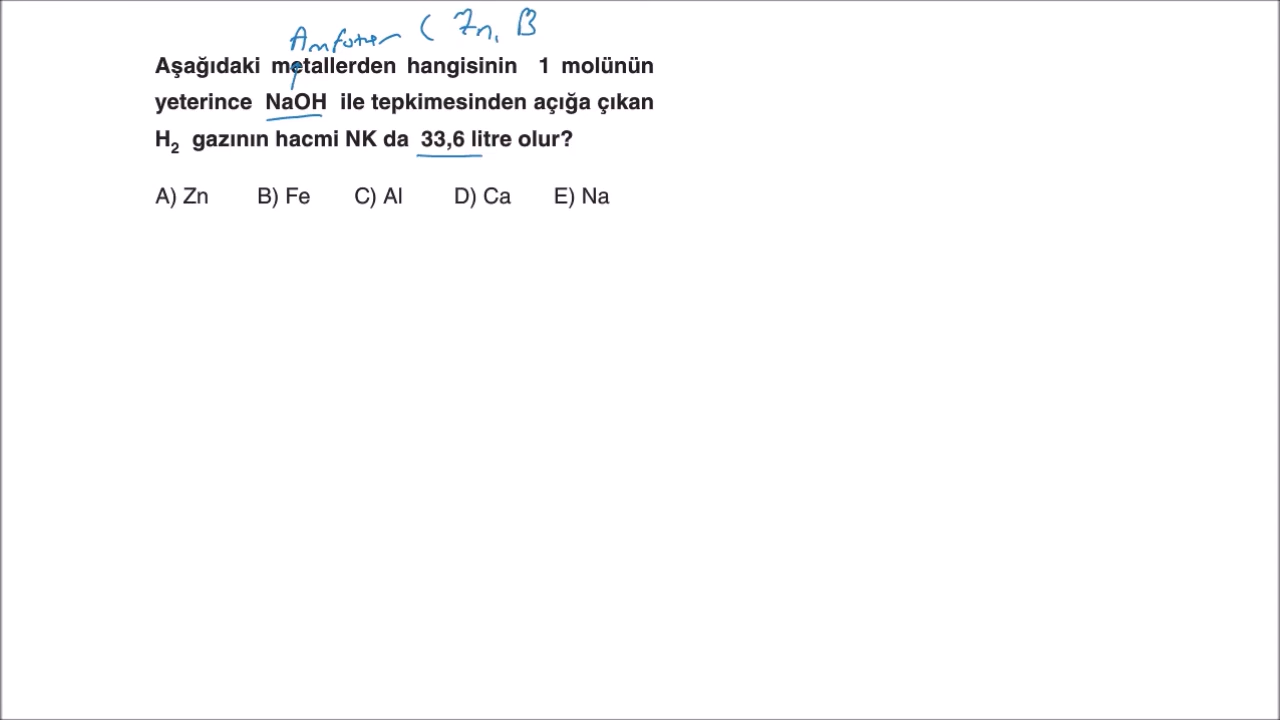 Amfoter ( Zn, B
Aşağıdaki metallerden hangisinin 1 molünün
yeterince NaOH ile tepkimesinden açığa çıkan
H₂ gazının hacmi NK da 33,6 litre olur?
A) Zn B) Fe C) Al D) Ca E) Na